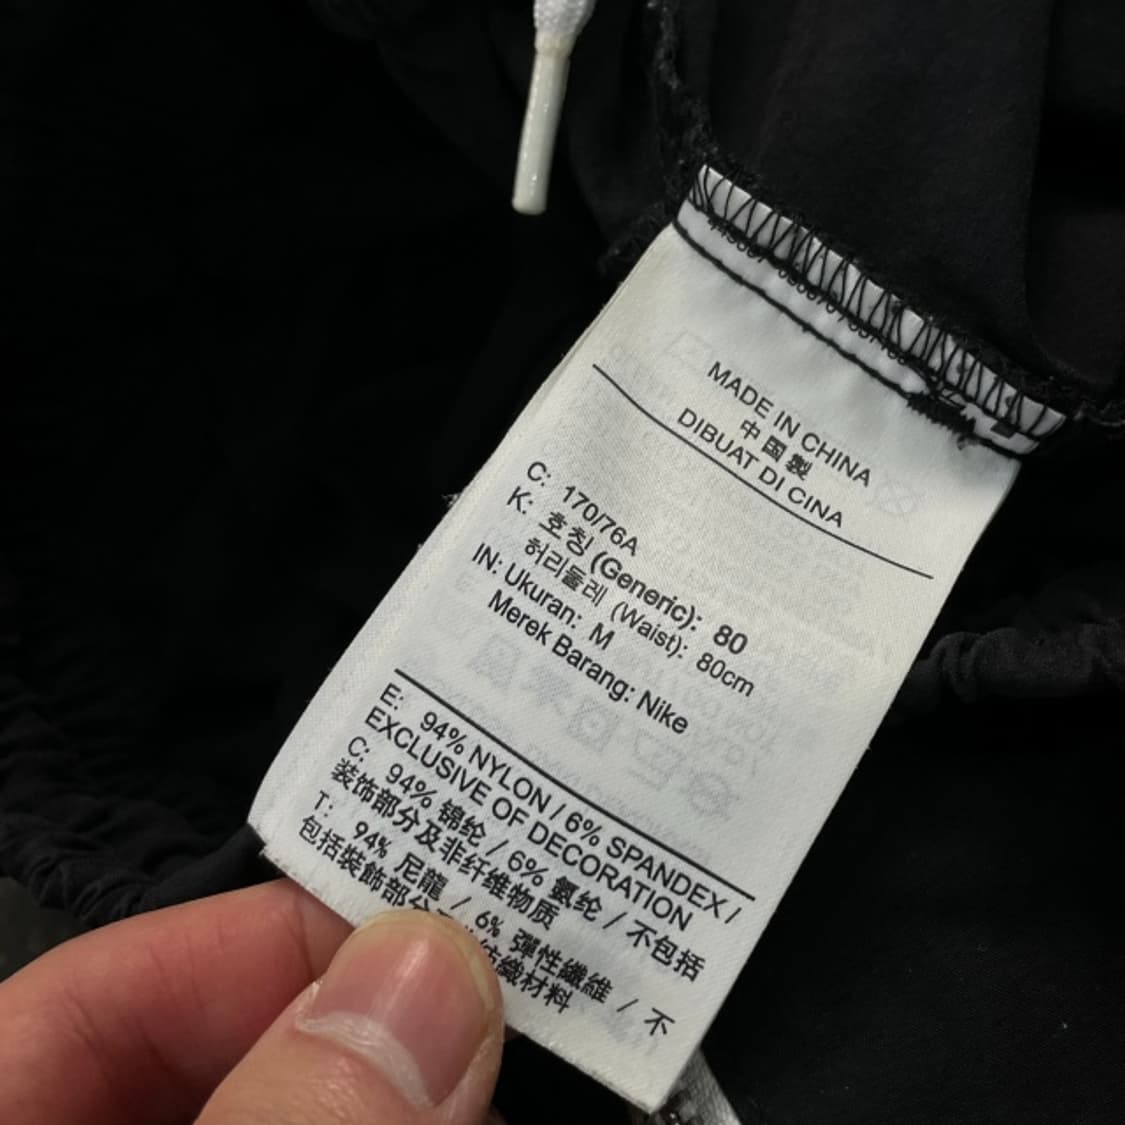 MADE IN CHINA
中国製
DIBUAT DI CINA
C: 170/76A
K: 호칭 (Generic): 80
허리둘레 (Waist): 80cm
IN: Ukuran: M
Merek Barang: Nike
E: 94% NYLON / 6% SPANDEX /
EXCLUSIVE OF DECORATION
C: 94% 锦纶 / 6% 氨纶 / 不包括
装饰部分及非纤维物质
T: 94% 尼龍 / 6% 彈性纖維 / 不
包括裝飾部分 纺織材料